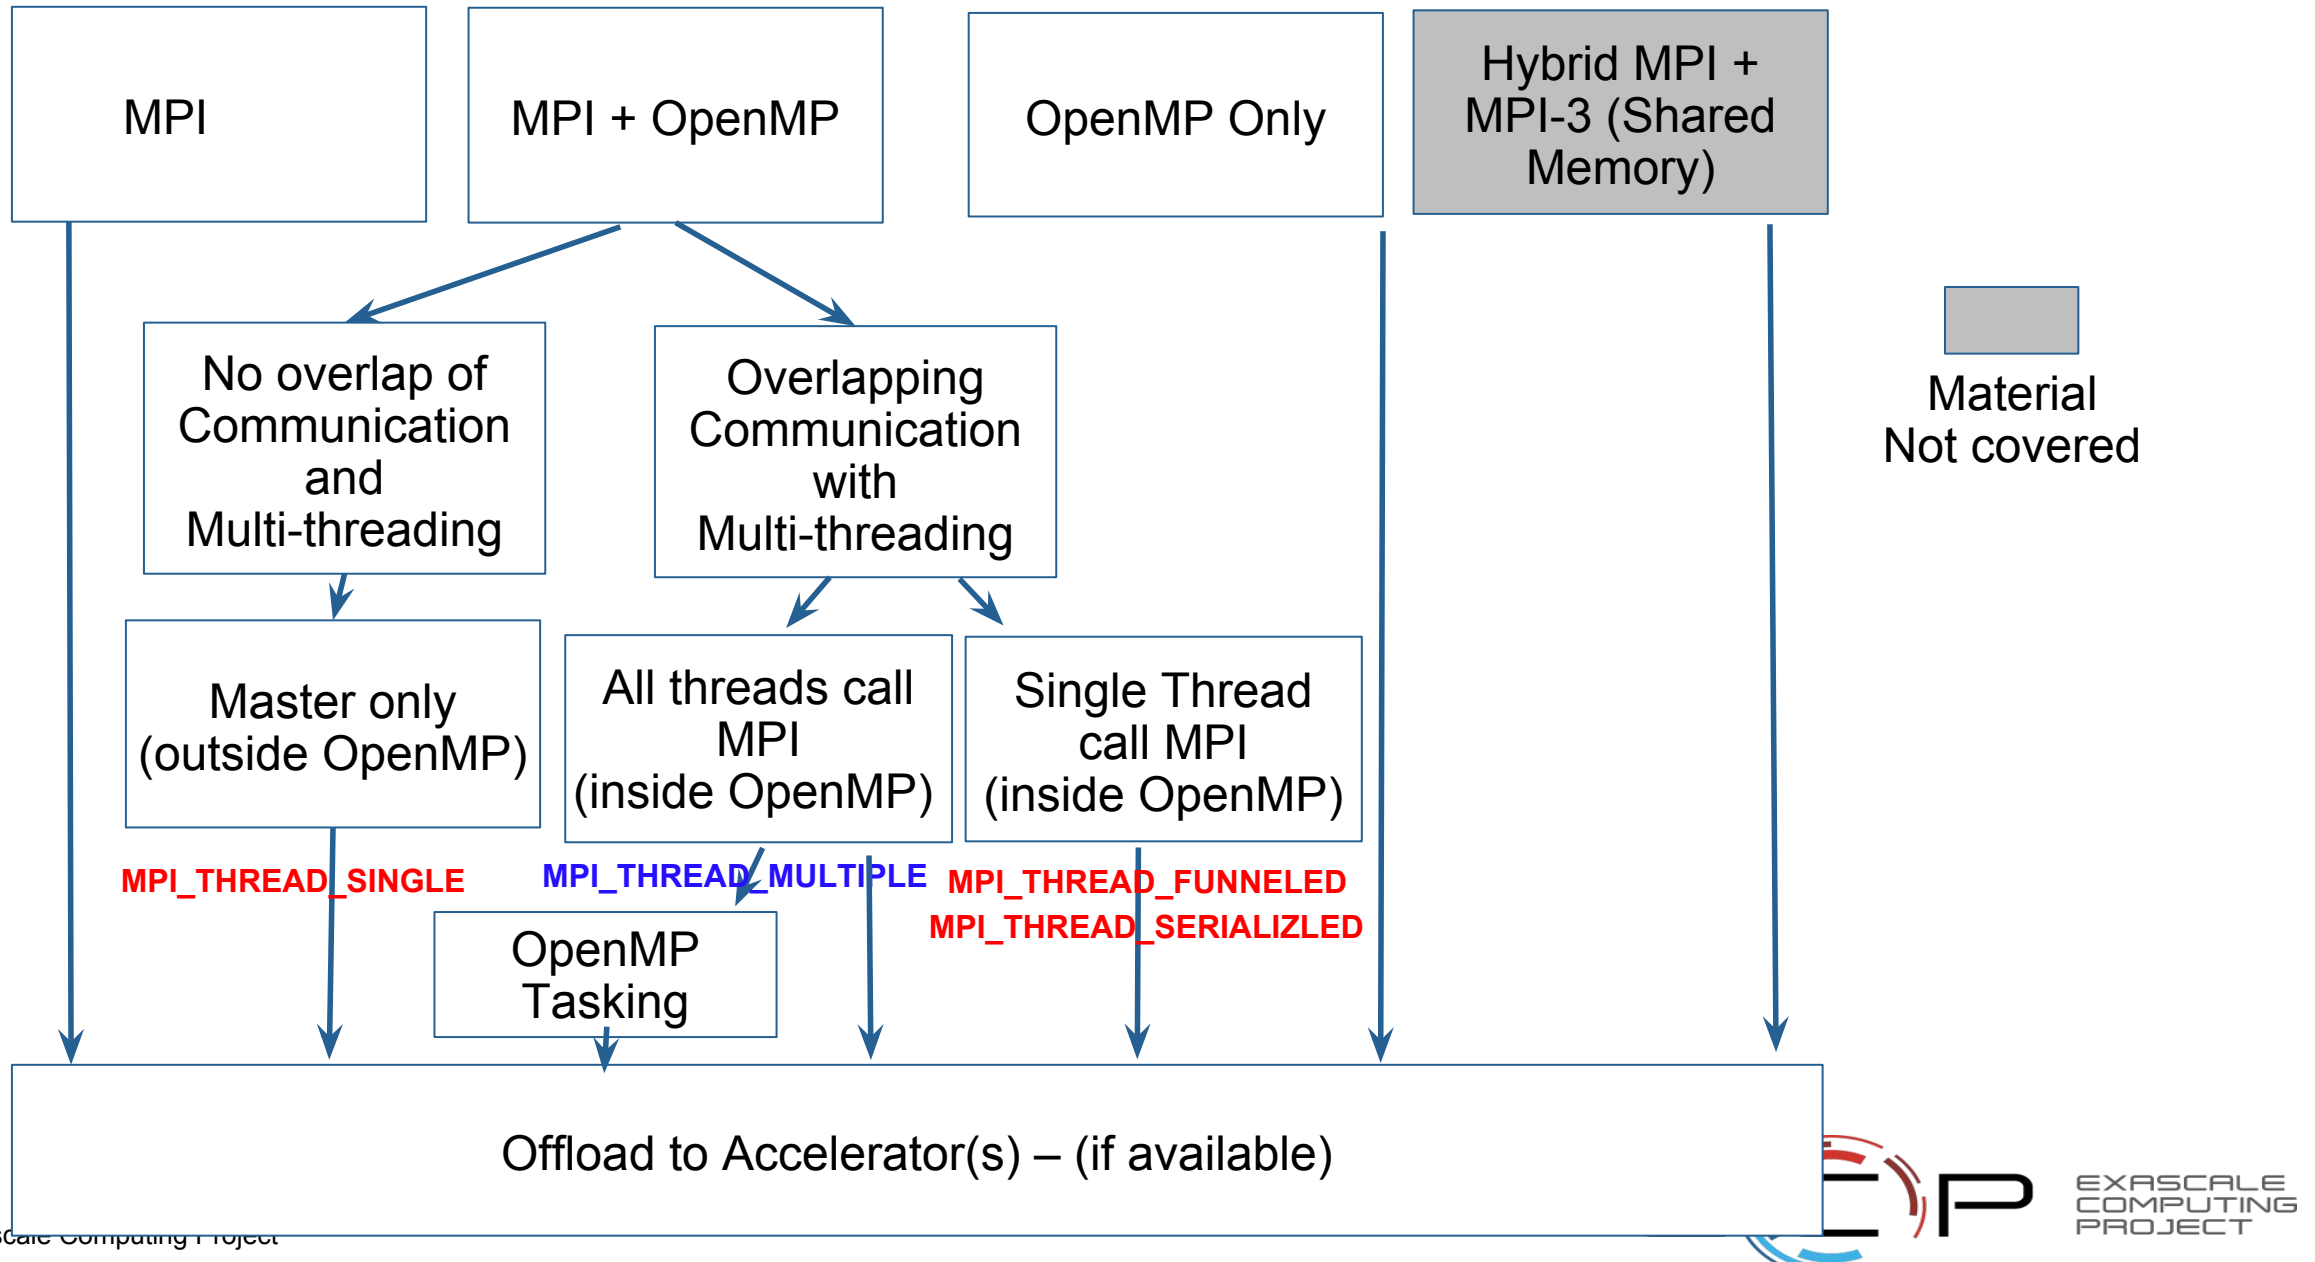 MPI
MPI + OpenMP
OpenMP Only
Hybrid MPI +
MPI-3 (Shared
Memory)
No overlap of
Communication
and
Multi-threading
Overlapping
Communication
with
Multi-threading
Material
Not covered
Master only
(outside OpenMP)
All threads call
MPI
(inside OpenMP)
Single Thread
call MPI
(inside OpenMP)
MPI_THREAD_SINGLE
MPI_THREAD_MULTIPLE
MPI_THREAD_FUNNELED
MPI_THREAD_SERIALIZLED
OpenMP
Tasking
Offload to Accelerator(s) – (if available)
Computing Project
EXASCALE
COMPUTING
PROJECT